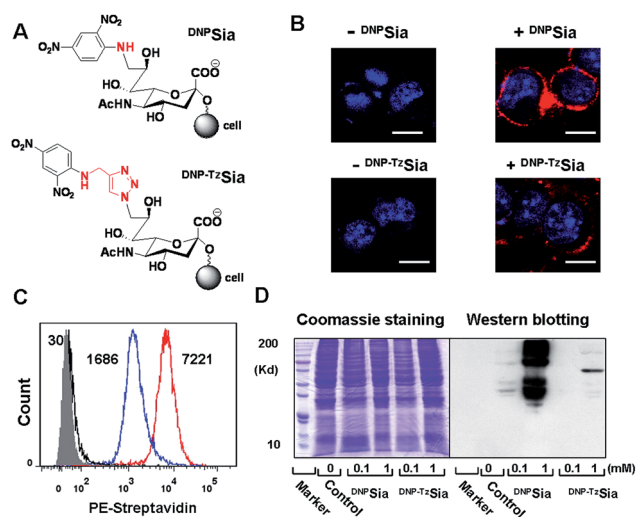 A
O₂N
NH
NO₂
DNPSia
OH
COO⊖
HO
O
AcHN
HO
O
cell
DNP-TzSia
O₂N
NO₂
N
H
N
N
N
OH
COO⊖
HO
O
AcHN
HO
O
cell
B
– DNPSia
+ DNPSia
– DNP-TzSia
+ DNP-TzSia
C
30
1686
7221
Count
0
0 10² 10³ 10⁴ 10⁵
PE-Streptavidin
D
Coomassie staining
Western blotting
200
(Kd)
10
0 0.1 1 0.1 1
0 0.1 1 0.1 1 (mM)
Marker Control DNPSia DNP-TzSia
Marker Control DNPSia DNP-TzSia